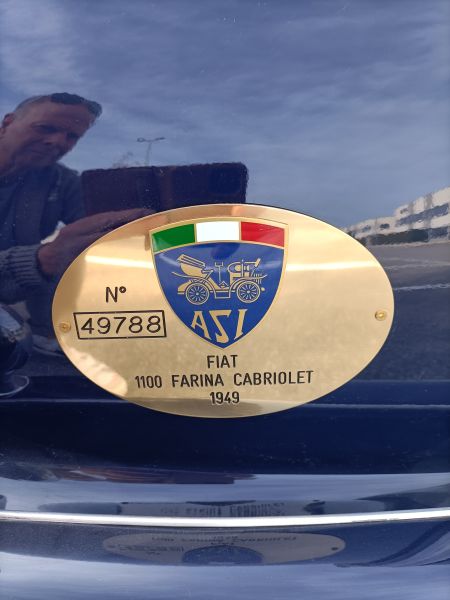 ASI
N°
49788
FIAT
1100 FARINA CABRIOLET
1949